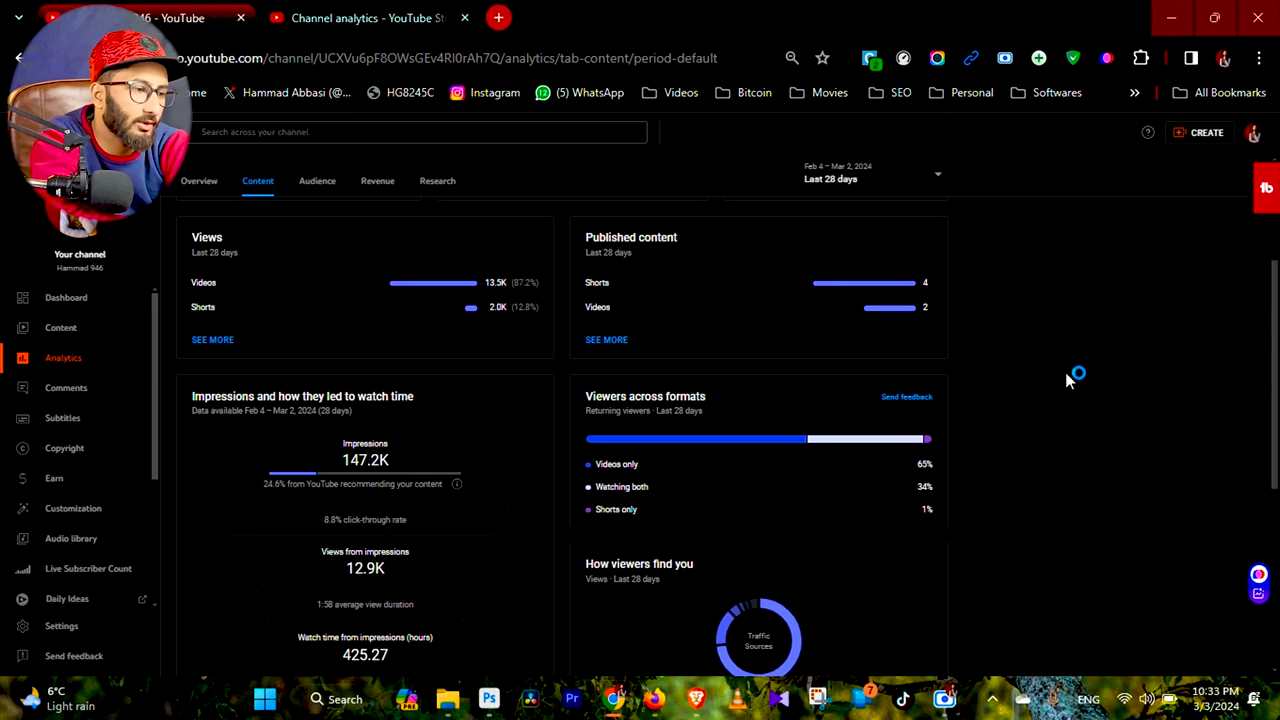 946 - YouTube
Channel analytics - YouTube St
o.youtube.com/channel/UCXVu6pF8OWsGEv4RI0rAh7Q/analytics/tab-content/period-default
2
ome
Hammad Abbasi (@...
HG8245C
Instagram
(5) WhatsApp
Videos
Bitcoin
Movies
SEO
Personal
Softwares
All Bookmarks
Search across your channel
CREATE
Overview
Content
Audience
Revenue
Research
Feb 4 – Mar 2, 2024
Last 28 days
Your channel
Hammad 946
Dashboard
Content
Analytics
Comments
Subtitles
Copyright
Earn
Customization
Audio library
Live Subscriber Count
Daily Ideas
Settings
Send feedback
Views
Last 28 days
Videos 13.5K (87.2%)
Shorts 2.0K (12.8%)
SEE MORE
Published content
Last 28 days
Shorts 4
Videos 2
SEE MORE
Impressions and how they led to watch time
Data available Feb 4 – Mar 2, 2024 (28 days)
Impressions
147.2K
24.6% from YouTube recommending your content
8.8% click-through rate
Views from impressions
12.9K
1:58 average view duration
Watch time from impressions (hours)
425.27
Viewers across formats
Send feedback
Returning viewers · Last 28 days
Videos only 65%
Watching both 34%
Shorts only 1%
How viewers find you
Views · Last 28 days
Traffic
Sources
6°C
Light rain
Search
PRE
Ps
Pr
7
ENG
10:33 PM
3/3/2024